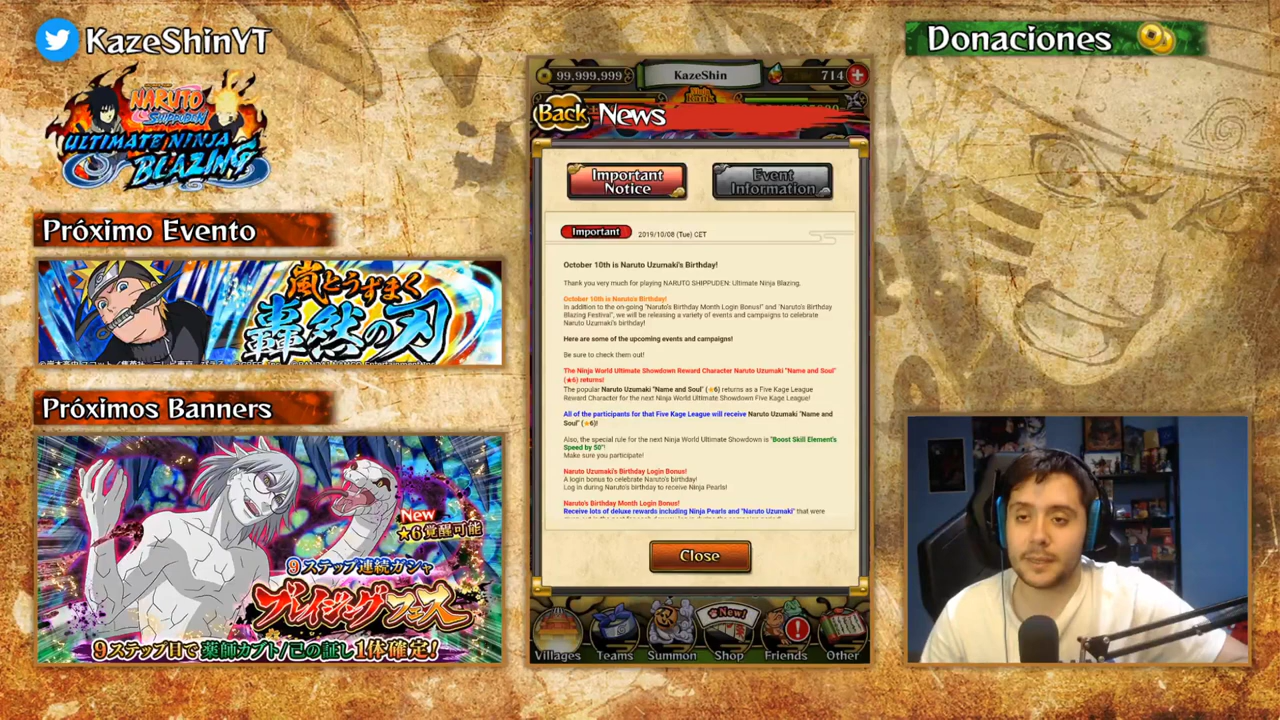 KazeShinYT
NARUTO
SHIPPUDEN
ULTIMATE NINJA
BLAZING
Próximo Evento
嵐とうずまく
轟然の刃
Próximos Banners
New
★6覚醒可能
⑨ステップ連続ガシャ
ブレイジングフェス
⑨ステップ目で薬師カブト/己の証し1体確定!
99,999,999
KazeShin
714
Back
News
Important
Notice
Event
Information
Important
2019/10/08 (Tue) CET
October 10th is Naruto Uzumaki's Birthday!
Thank you very much for playing NARUTO SHIPPUDEN: Ultimate Ninja Blazing.
October 10th is Naruto's Birthday!
In addition to the on-going "Naruto's Birthday Month Login Bonus!" and "Naruto's Birthday
Blazing Festival", we will be releasing a variety of events and campaigns to celebrate
Naruto Uzumaki's birthday!
Here are some of the upcoming events and campaigns!
Be sure to check them out!
The Ninja World Ultimate Showdown Reward Character Naruto Uzumaki "Name and Soul"
(★6) returns!
The popular Naruto Uzumaki "Name and Soul" (★6) returns as a Five Kage League
Reward Character for the next Ninja World Ultimate Showdown Five Kage League!
All of the participants for that Five Kage League will receive Naruto Uzumaki "Name and
Soul" (★6)!
Also, the special rule for the next Ninja World Ultimate Showdown is "Boost Skill Element's
Speed by 50"!
Make sure you participate!
Naruto Uzumaki's Birthday Login Bonus!
A login bonus to celebrate Naruto's birthday!
Log in during Naruto's birthday to receive Ninja Pearls!
Naruto's Birthday Month Login Bonus!
Receive lots of deluxe rewards including Ninja Pearls and "Naruto Uzumaki" that were
Close
Villages
Teams
Summon
New!
Shop
Friends
Other
Donaciones